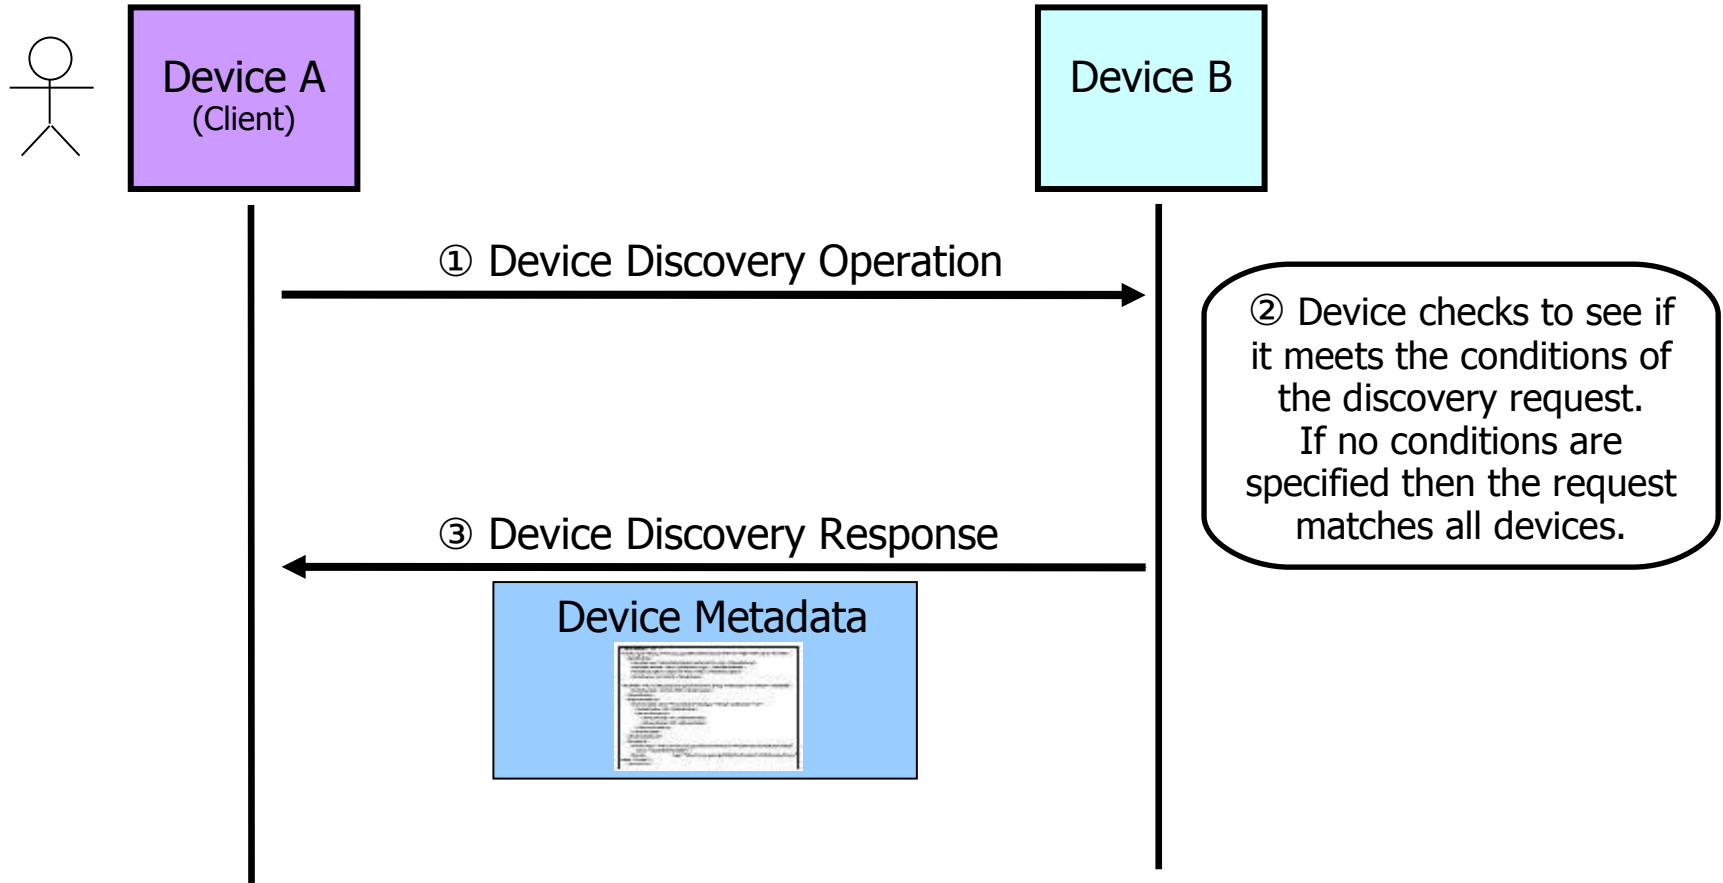 Device A
(Client)
Device B
① Device Discovery Operation
② Device checks to see if
it meets the conditions of
the discovery request.
If no conditions are
specified then the request
matches all devices.
③ Device Discovery Response
Device Metadata